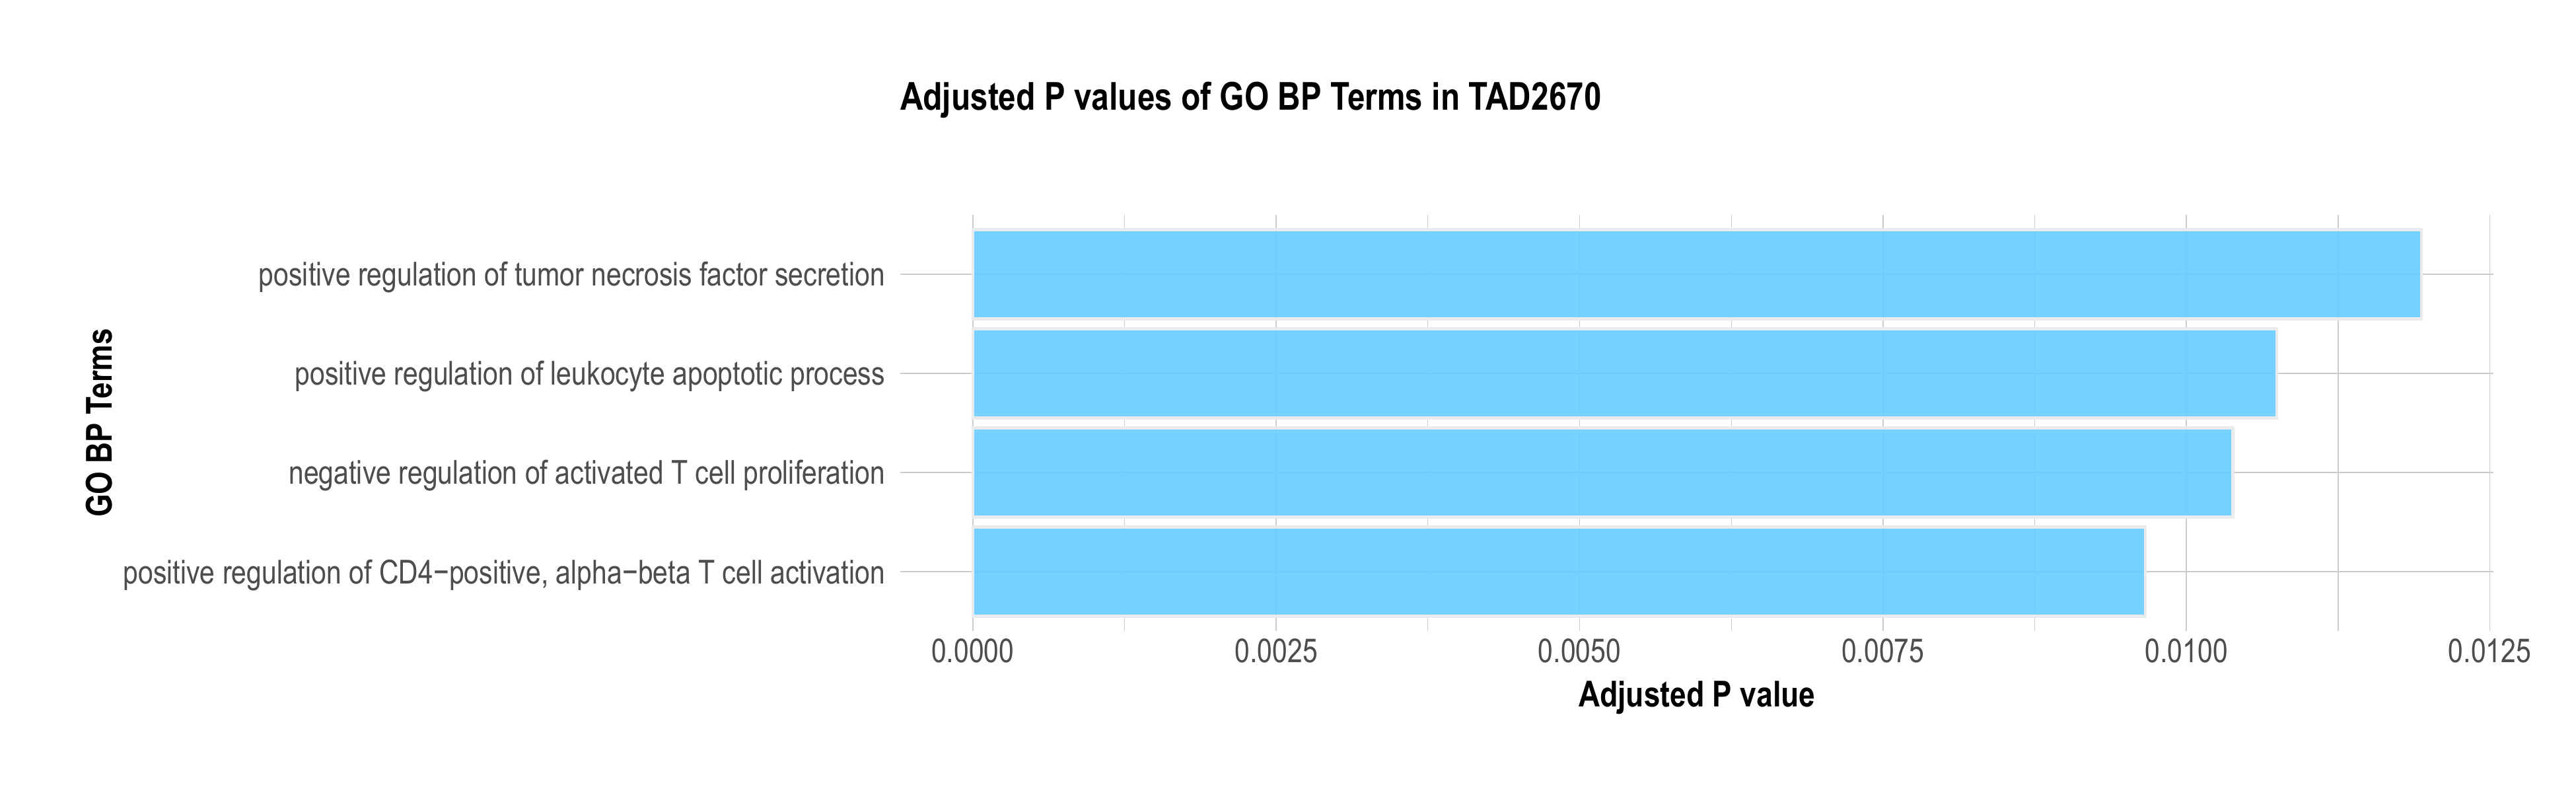 Adjusted P values of GO BP Terms in TAD2670
GO BP Terms
positive regulation of tumor necrosis factor secretion
positive regulation of leukocyte apoptotic process
negative regulation of activated T cell proliferation
positive regulation of CD4−positive, alpha−beta T cell activation
0.0000 0.0025 0.0050 0.0075 0.0100 0.0125
Adjusted P value